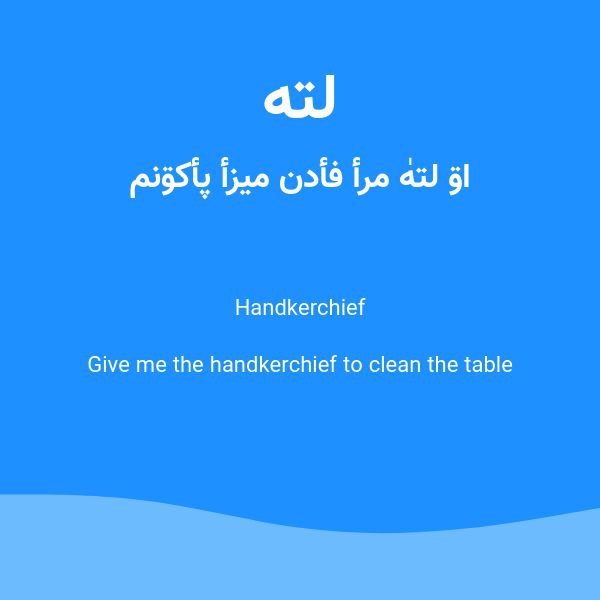 لته
اۊ لتهٰ مرأ فأدن میزأ پأکۊنم
Handkerchief
Give me the handkerchief to clean the table